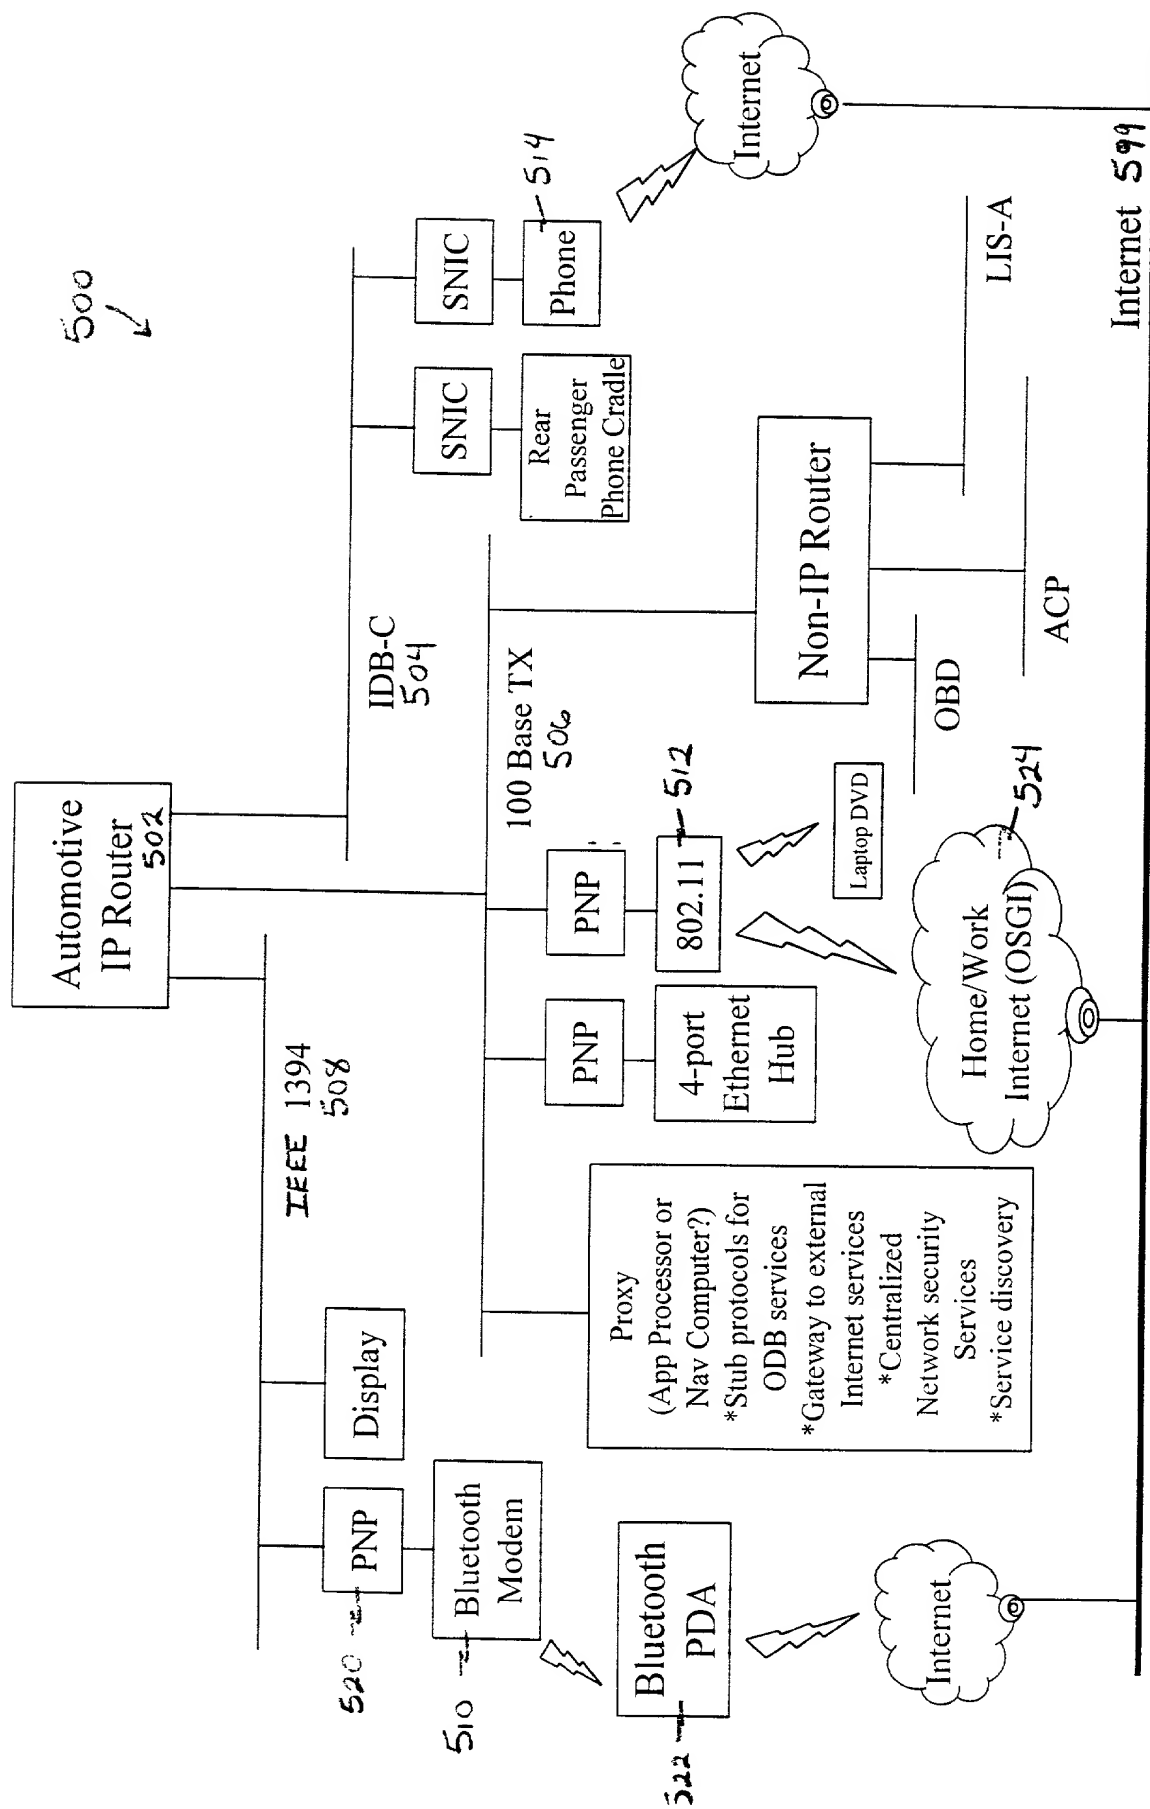 500
Automotive
IP Router
502
IEEE 1394
508
IDB-C
504
100 Base TX
506
520
PNP
Display
510
Bluetooth
Modem
522
Bluetooth
PDA
Internet
Proxy
(App Processor or
Nav Computer?)
*Stub protocols for
ODB services
*Gateway to external
Internet services
*Centralized
Network security
Services
*Service discovery
PNP
4-port
Ethernet
Hub
PNP
802.11
512
Laptop DVD
Home/Work
Internet (OSGI)
524
SNIC
Rear
Passenger
Phone Cradle
SNIC
Phone
514
Internet
Non-IP Router
OBD
ACP
LIS-A
Internet 599